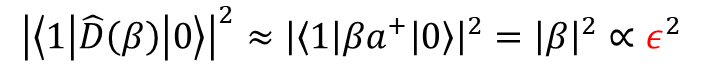 |⟨1|D̂(β)|0⟩|² ≈ |⟨1|βa⁺|0⟩|² = |β|² ∝ ϵ²